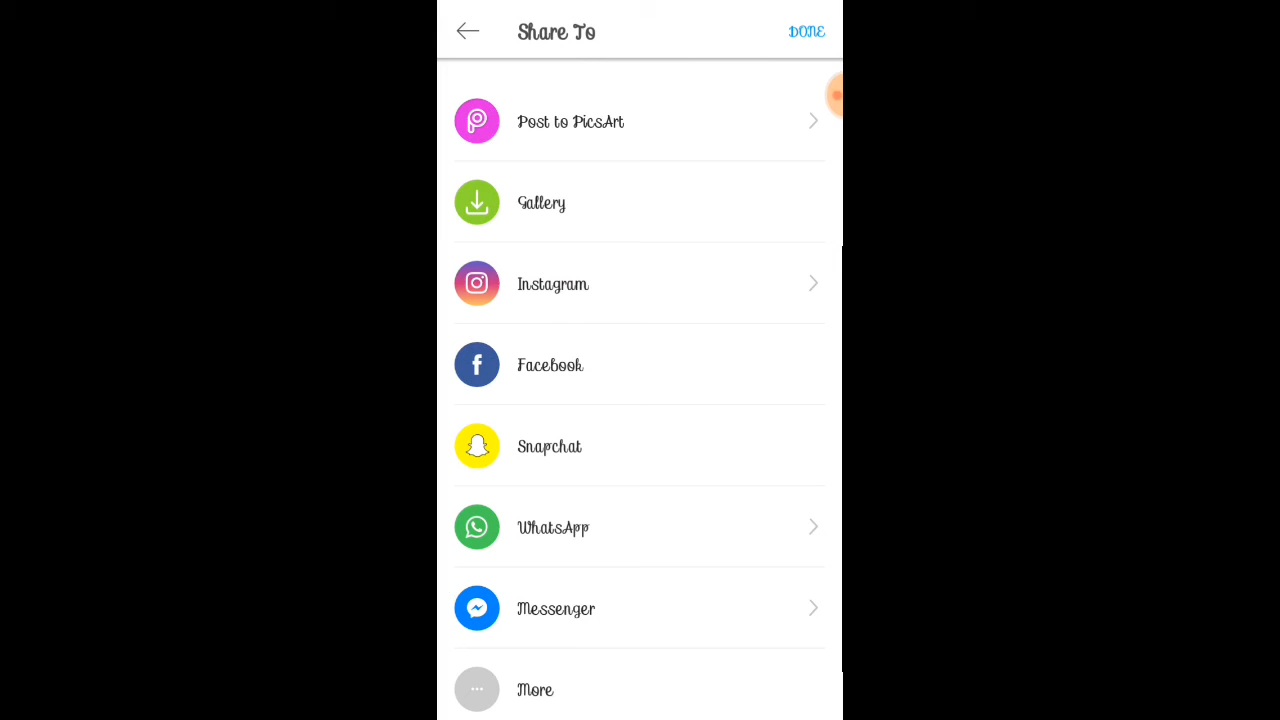 Share To
DONE
Post to PicsArt
Gallery
Instagram
Facebook
Snapchat
WhatsApp
Messenger
More